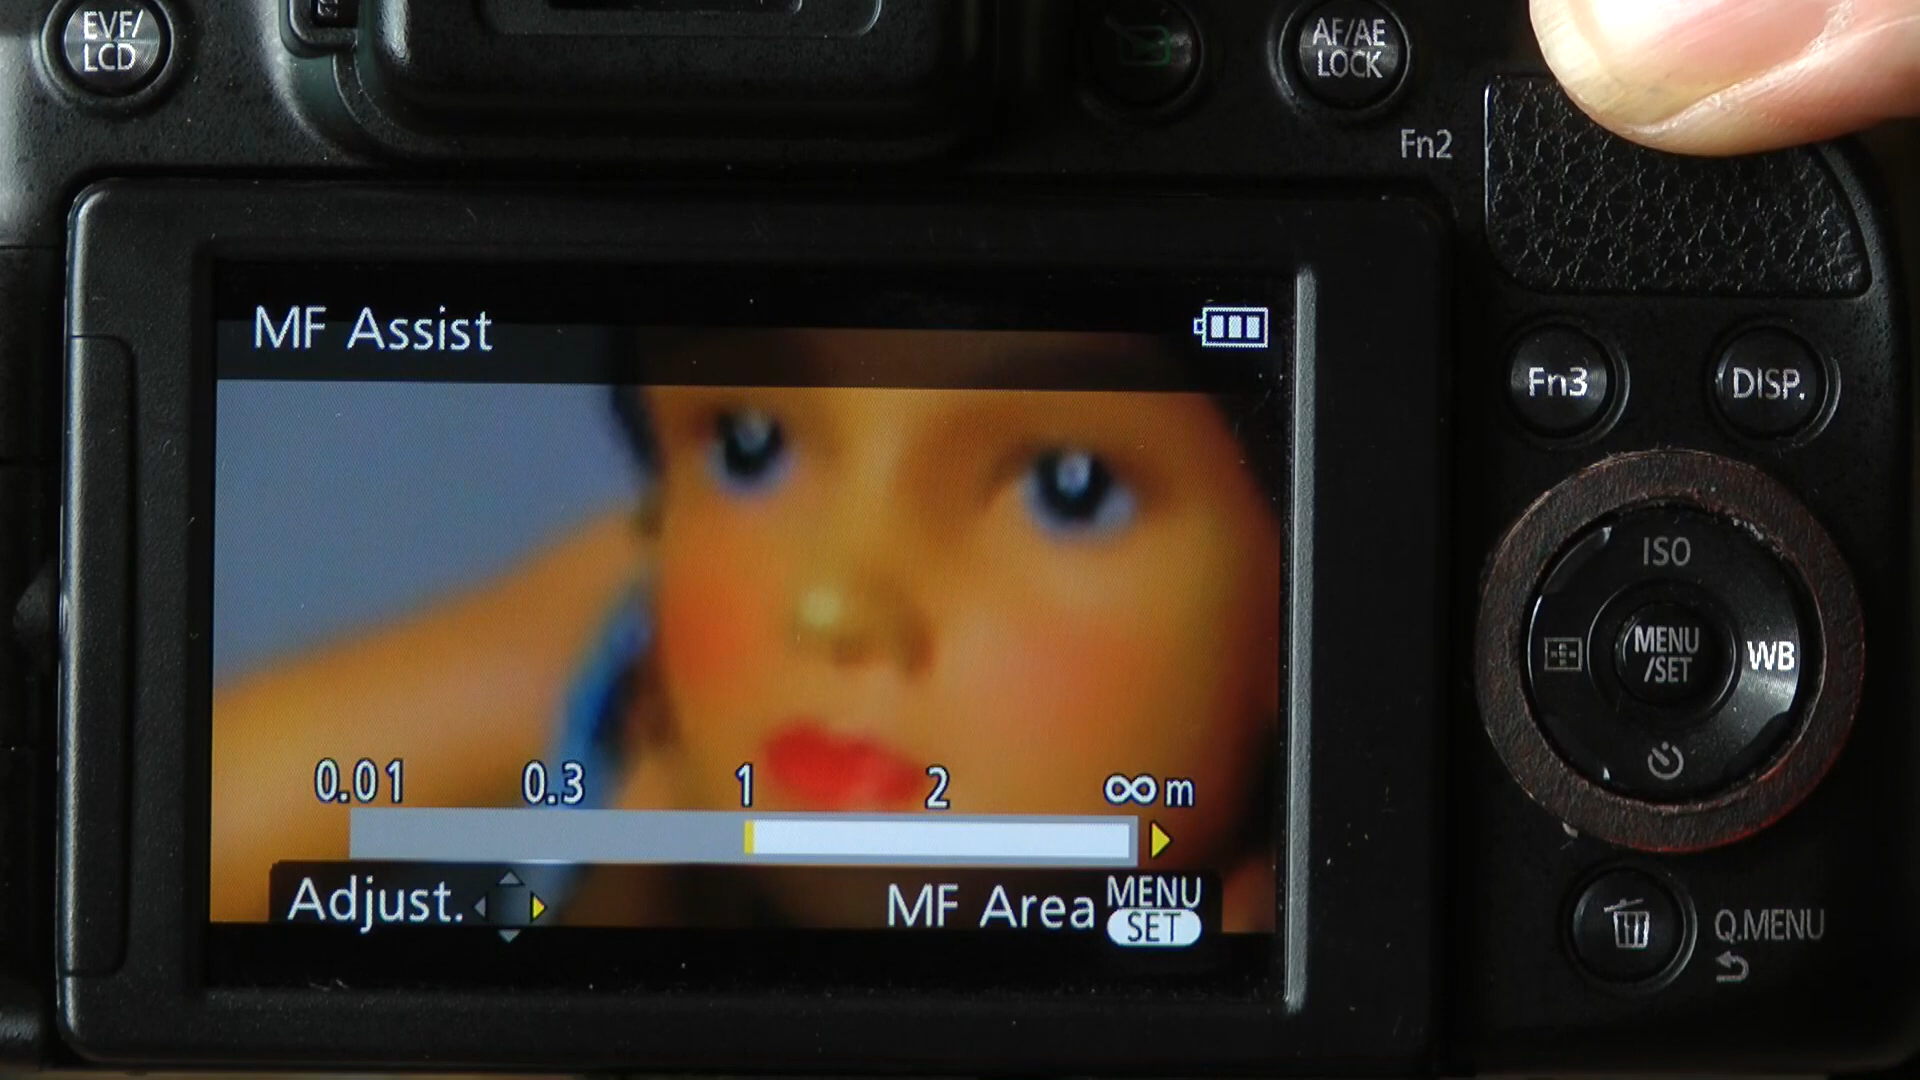 EVF/
LCD
AF/AE
LOCK
Fn2
MF Assist
Fn3
DISP.
ISO
MENU
/SET
WB
0.01 0.3 1 2 ∞ m
Adjust.
MF Area MENU
SET
Q.MENU